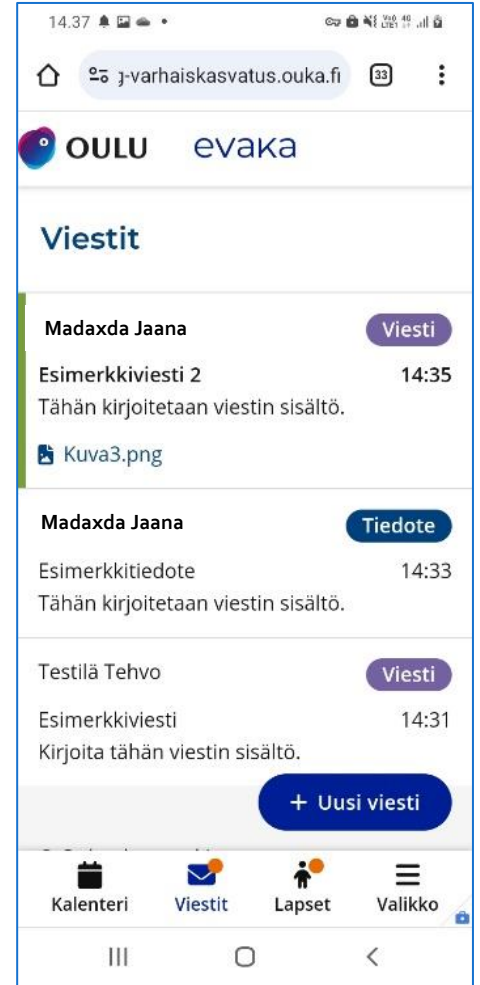 14.37
ȷ-varhaiskasvatus.ouka.fi 33
OULU evaka
Viestit
Madaxda Jaana Viesti
Esimerkkiviesti 2 14:35
Tähän kirjoitetaan viestin sisältö.
Kuva3.png
Madaxda Jaana Tiedote
Esimerkkitiedote 14:33
Tähän kirjoitetaan viestin sisältö.
Testilä Tehvo Viesti
Esimerkkiviesti 14:31
Kirjoita tähän viestin sisältö.
+ Uusi viesti
Kalenteri Viestit Lapset Valikko